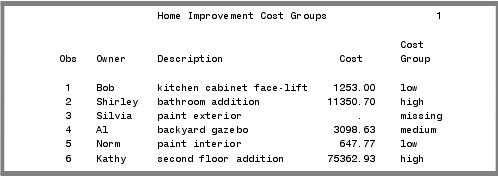 Home Improvement Cost Groups 1
Cost
Obs Owner Description Cost Group
1 Bob kitchen cabinet face-lift 1253.00 low
2 Shirley bathroom addition 11350.70 high
3 Silvia paint exterior . missing
4 Al backyard gazebo 3098.63 medium
5 Norm paint interior 647.77 low
6 Kathy second floor addition 75362.93 high